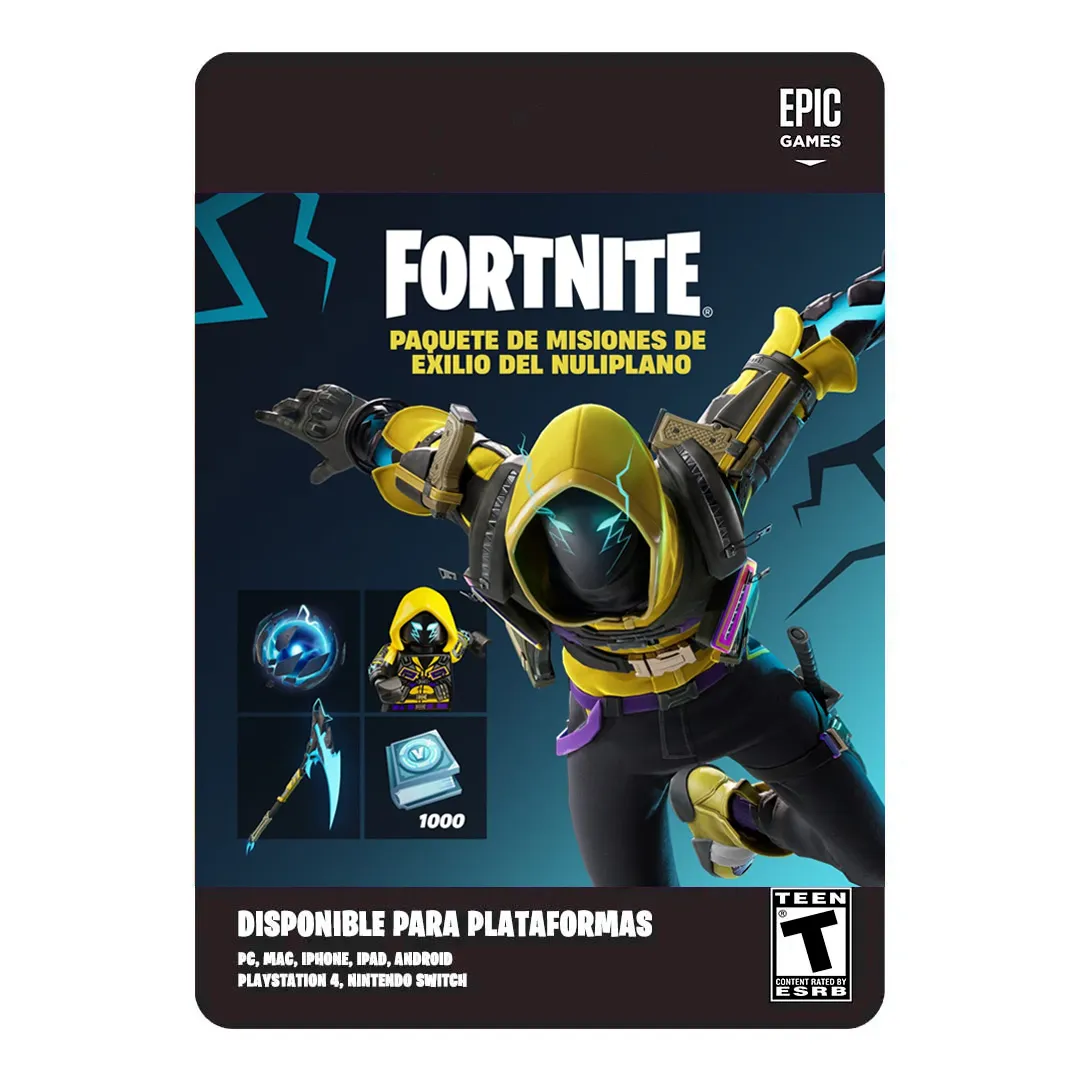 EPIC
GAMES
FORTNITE®
PAQUETE DE MISIONES DE
EXILIO DEL NULIPLANO
V
1000
DISPONIBLE PARA PLATAFORMAS
PC, MAC, IPHONE, IPAD, ANDROID
PLAYSTATION 4, NINTENDO SWITCH
TEEN
® T
CONTENT RATED BY
ESRB